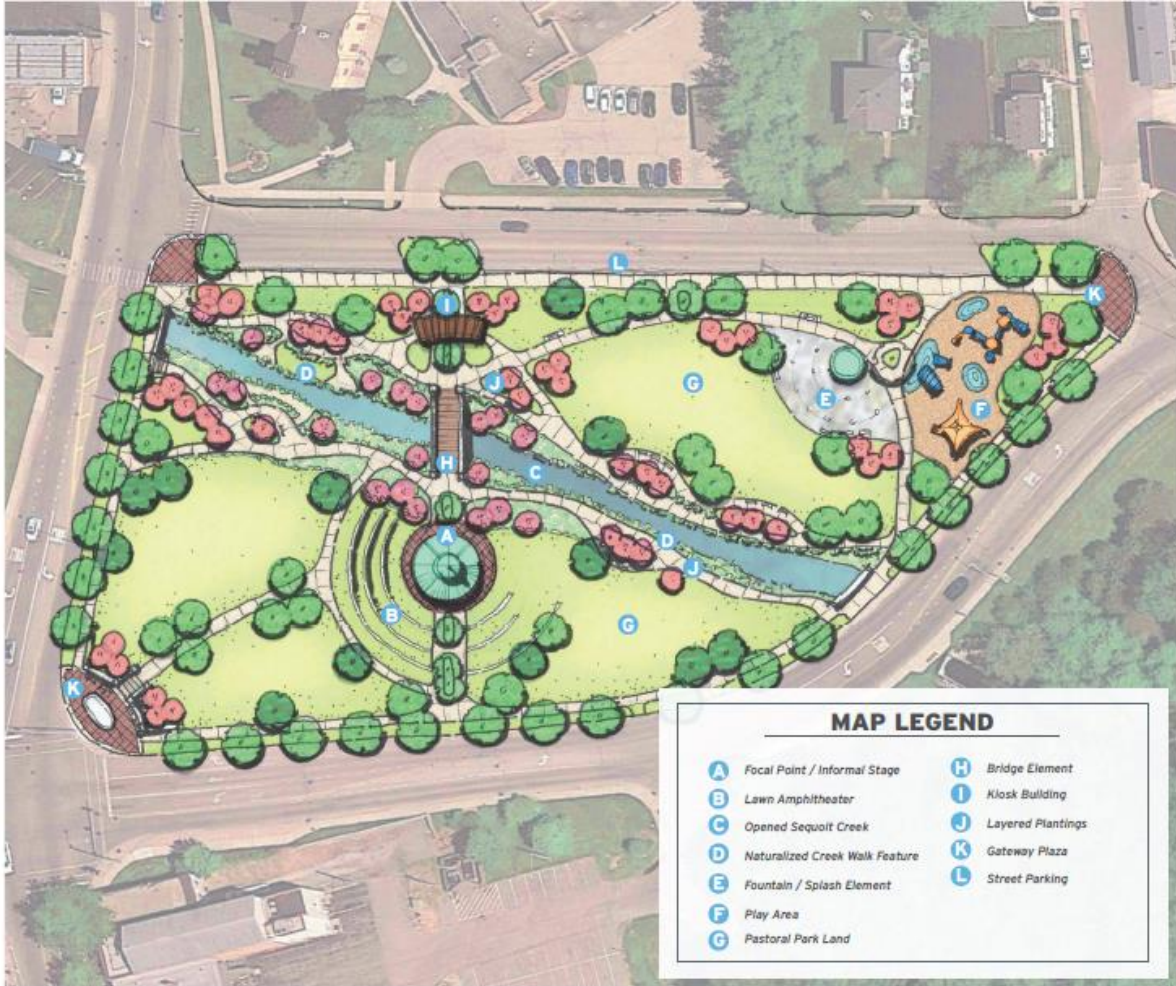 L
K
I
D
J
G
E
F
H
C
A
D
J
B
G
K
MAP LEGEND
A Focal Point / Informal Stage
B Lawn Amphitheater
C Opened Sequoit Creek
D Naturalized Creek Walk Feature
E Fountain / Splash Element
F Play Area
G Pastoral Park Land
H Bridge Element
I Kiosk Building
J Layered Plantings
K Gateway Plaza
L Street Parking